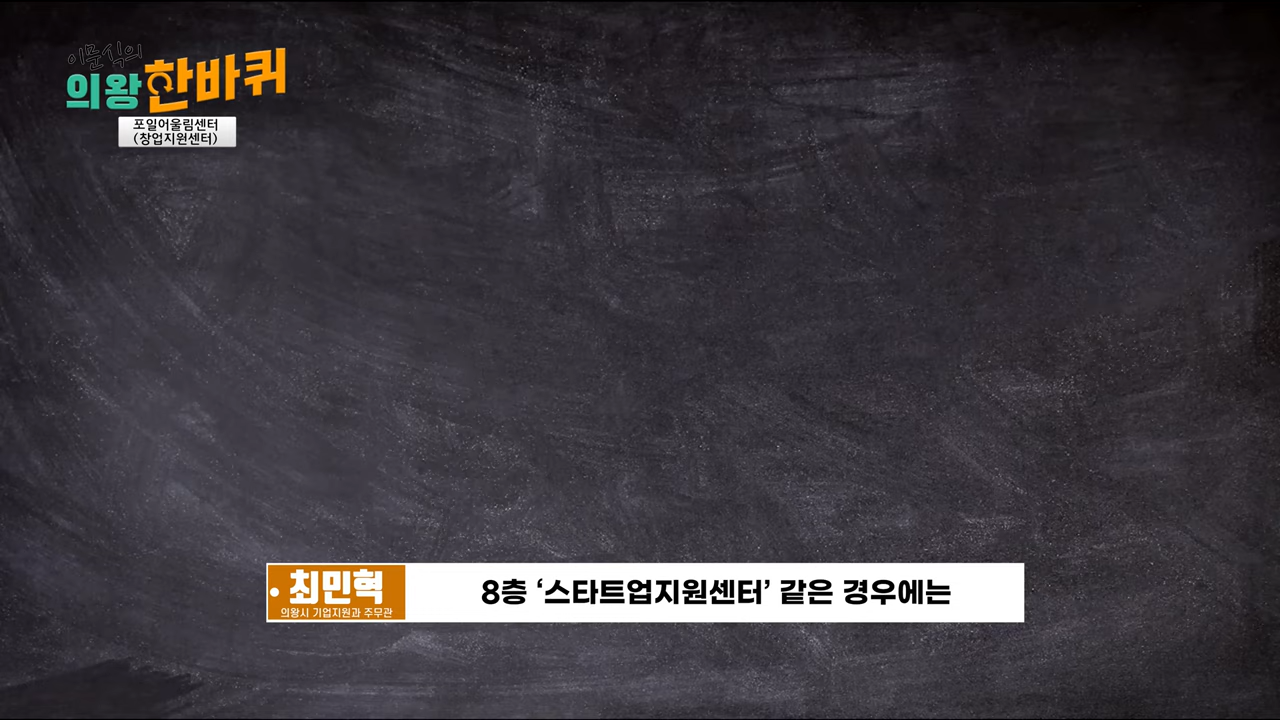 이문식의
의왕한바퀴
포일어울림센터
(창업지원센터)
최민혁
의왕시 기업지원과 주무관
8층 ‘스타트업지원센터’ 같은 경우에는